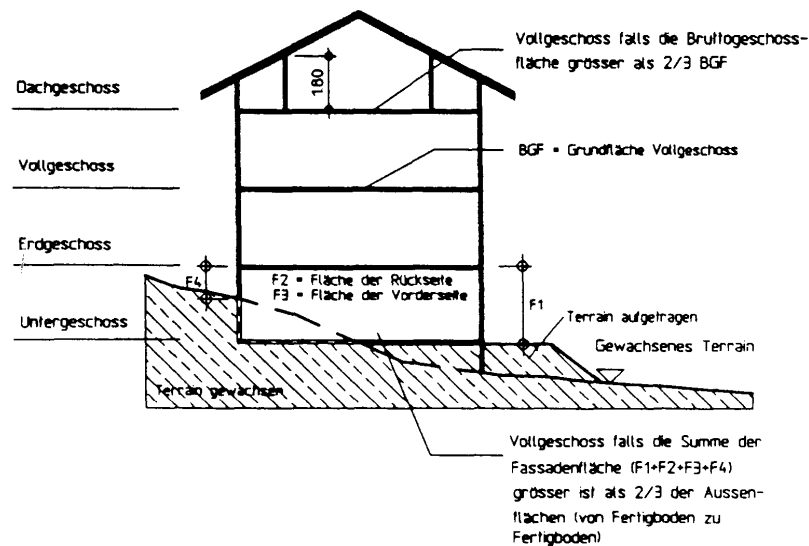 Vollgeschoss falls die Bruttogeschoss-
fläche grösser als 2/3 BGF
180
Dachgeschoss
BGF = Grundfläche Vollgeschoss
Vollgeschoss
Erdgeschoss
F4
F2 = Fläche der Rückseite
F3 = Fläche der Vorderseite
F1
Untergeschoss
Terrain aufgetragen
Gewachsenes Terrain
Terrain gewachsen
Vollgeschoss falls die Summe der
Fassadenfläche (F1+F2+F3+F4)
grösser ist als 2/3 der Aussen-
flächen (von Fertigboden zu
Fertigboden)